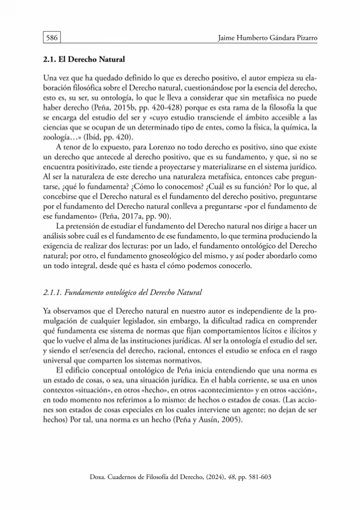 586
Jaime Humberto Gándara Pizarro
2.1. El Derecho Natural
Una vez que ha quedado definido lo que es derecho positivo, el autor empieza su ela-
boración filosófica sobre el Derecho natural, cuestionándose por la esencia del derecho,
esto es, su ser, su ontología, lo que le lleva a considerar que sin metafísica no puede
haber derecho (Peña, 2015b, pp. 420-428) porque es esta rama de la filosofía la que
se encarga del estudio del ser y «cuyo estudio transciende el ámbito accesible a las
ciencias que se ocupan de un determinado tipo de entes, como la física, la química, la
zoología…» (Ibíd, pp. 420).
A tenor de lo expuesto, para Lorenzo no todo derecho es positivo, sino que existe
un derecho que antecede al derecho positivo, que es su fundamento, y que, si no se
encuentra positivizado, este tiende a proyectarse y materializarse en el sistema jurídico.
Al ser la naturaleza de este derecho una naturaleza metafísica, entonces cabe pregun-
tarse, ¿qué lo fundamenta? ¿Cómo lo conocemos? ¿Cuál es su función? Por lo que, al
concebirse que el Derecho Natural es el fundamento del derecho positivo, preguntarse
por el fundamento del Derecho Natural conlleva a preguntarse «por el fundamento de
ese fundamento» (Peña, 2017a, pp. 90).
La pretensión de estudiar el fundamento del Derecho Natural nos dirige a hacer un
análisis sobre cuál es el fundamento de ese fundamento, lo que termina produciendo la
exigencia de realizar dos lecturas: por un lado, el fundamento ontológico del Derecho
natural; por otro, el fundamento gnoseológico del mismo, y así poder abordarlo como
un todo integral, desde qué es hasta el cómo podemos conocerlo.
2.1.1. Fundamento ontológico del Derecho Natural
Ya observamos que el Derecho natural en nuestro autor es independiente de la pro-
mulgación de cualquier legislador, sin embargo, la dificultad radica en comprender
qué fundamenta ese sistema de normas que fijan comportamientos lícitos e ilícitos y
que lo vuelve el alma de las instituciones jurídicas. Al ser la ontología el estudio del ser,
y siendo el ser/esencia del derecho, racional, entonces el estudio se enfoca en el rasgo
universal que comparten los sistemas normativos.
El edificio conceptual ontológico de Peña inicia entendiendo que una norma es
un estado de cosas, o sea, una situación jurídica. En el habla corriente, se usa en unos
contextos «situación», en otros «hecho», en otros «acontecimiento» y en otros «acción»,
en todo momento nos referimos a lo mismo: de hechos o estados de cosas. (Las accio-
nes son estados de cosas especiales en los cuales interviene un agente; no dejan de ser
hechos) Por tal, una norma es un hecho (Peña y Ausín, 2005).
Doxa. Cuadernos de Filosofía del Derecho, (2024), 48, pp. 581-603